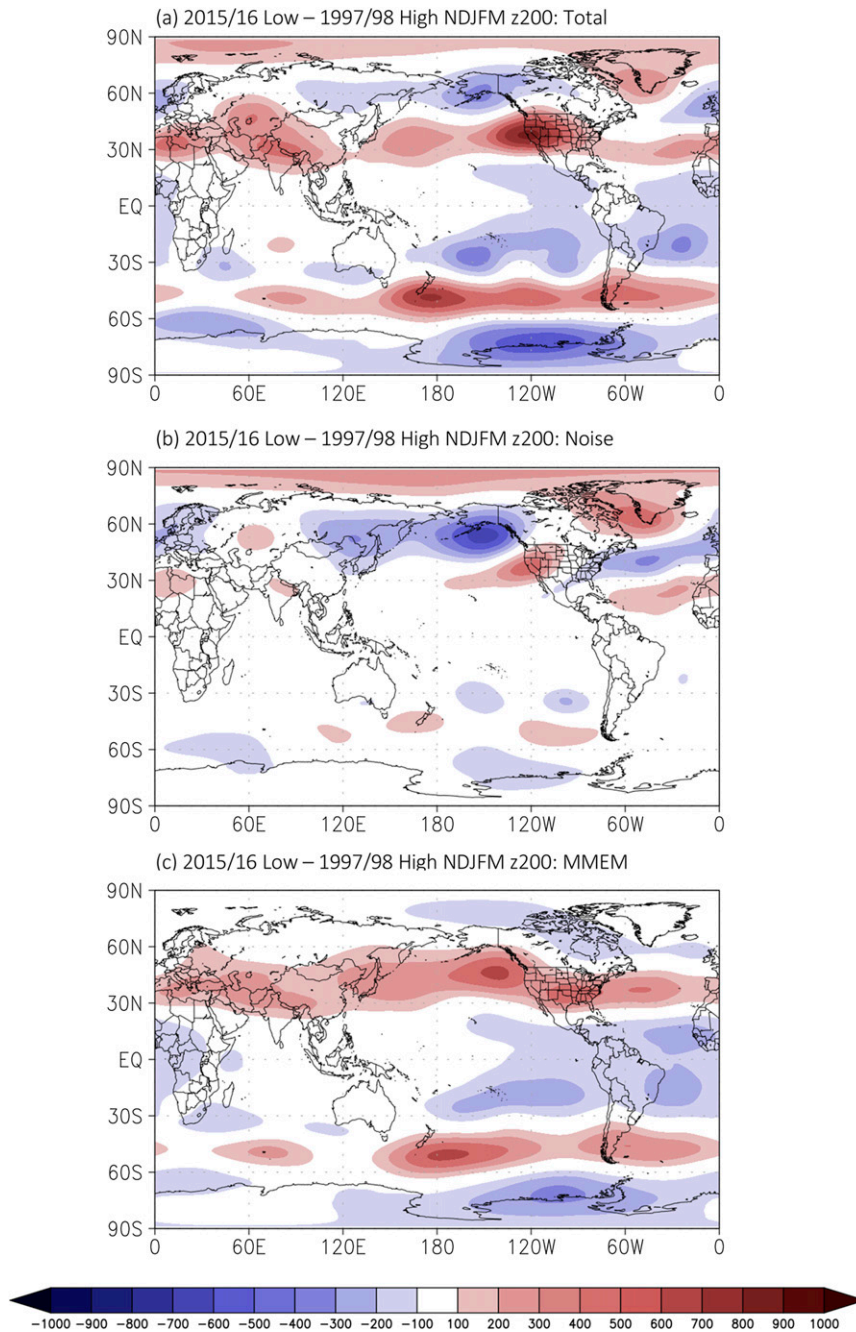 (a) 2015/16 Low – 1997/98 High NDJFM z200: Total
90N
60N
30N
EQ
30S
60S
90S
0 60E 120E 180 120W 60W 0
(b) 2015/16 Low – 1997/98 High NDJFM z200: Noise
90N
60N
30N
EQ
30S
60S
90S
0 60E 120E 180 120W 60W 0
(c) 2015/16 Low – 1997/98 High NDJFM z200: MMEM
90N
60N
30N
EQ
30S
60S
90S
0 60E 120E 180 120W 60W 0
-1000 -900 -800 -700 -600 -500 -400 -300 -200 -100 100 200 300 400 500 600 700 800 900 1000